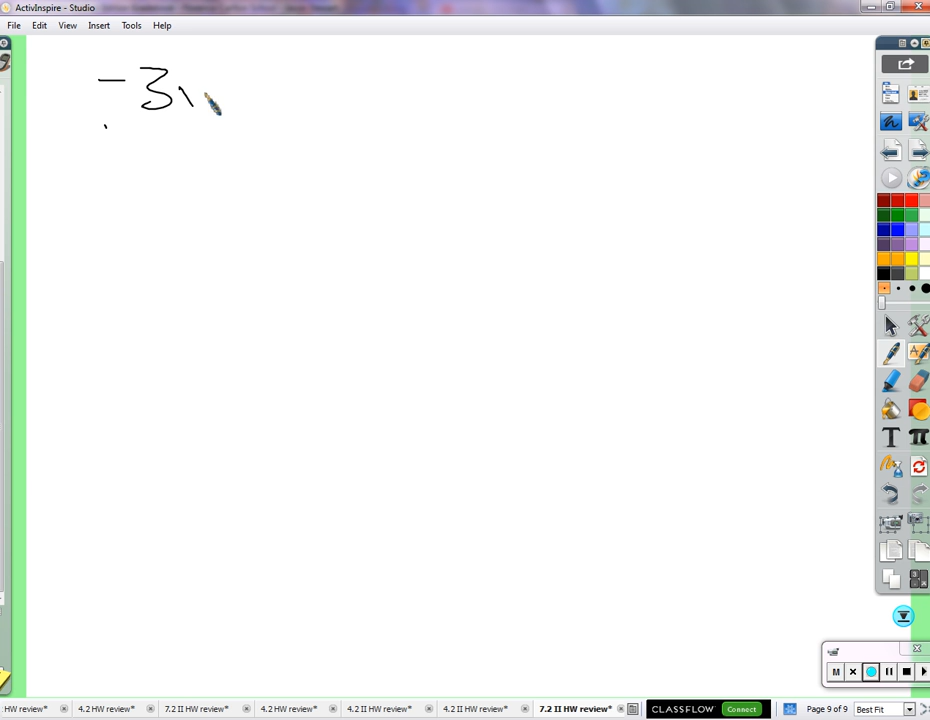 ActivInspire - Studio
File Edit View Insert Tools Help
-3
HW review* 4.2 HW review* 7.2 II HW review* 4.2 HW review* 4.2 II HW review* 4.2 II HW review* 7.2 II HW review* CLASSFLOW Connect Page 9 of 9 Best Fit